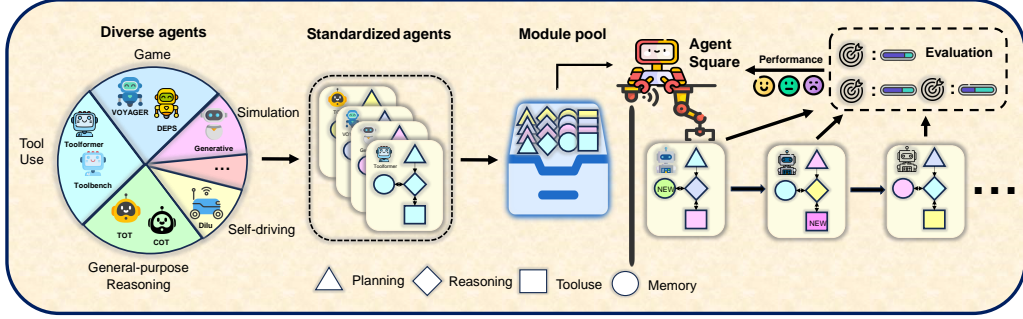 Diverse agents
Game
VOYAGER
DEPS
Simulation
Generative
...
Dilu
Self-driving
COT
TOT
General-purpose
Reasoning
Tool
Use
Toolformer
Toolbench
Standardized agents
Toolformer
Module pool
Agent
Square
Performance
: Evaluation
: :
NEW
NEW
Planning
Reasoning
Tooluse
Memory